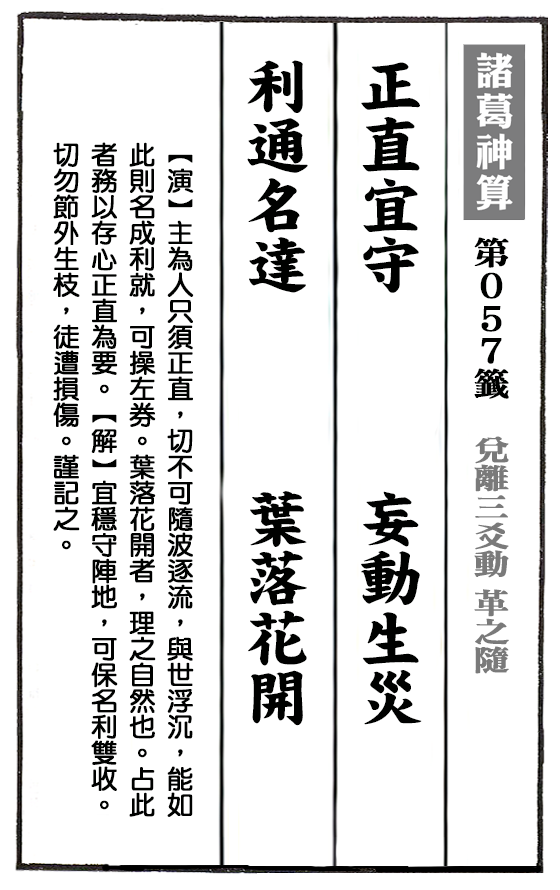 諸葛神算 第057籤 兌離三爻動 革之隨
正直宜守 妄動生災
利通名達 葉落花開
【演】主為人只須正直，切不可隨波逐流，與世浮沉，能如
此則名成利就，可操左券。葉落花開者，理之自然也。占此
者務以存心正直為要。【解】宜穩守陣地，可保名利雙收。
切勿節外生枝，徒遭損傷。謹記之。